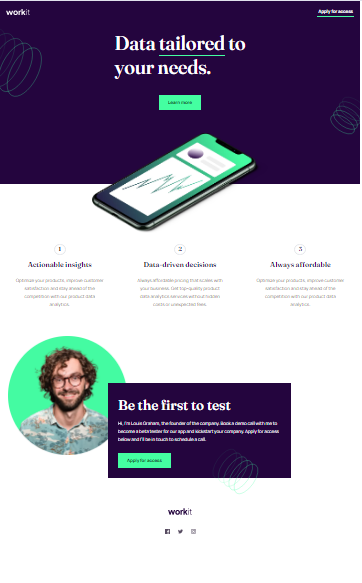 workit
Apply for access
Data tailored to
your needs.
Learn more
1
Actionable insights
Optimize your products, improve customer
satisfaction and stay ahead of the
competition with our product data
analytics.
2
Data-driven decisions
Always affordable pricing that scales with
your business. Get top-quality product
data analytics services without hidden
costs or unexpected fees.
3
Always affordable
Optimize your products, improve customer
satisfaction and stay ahead of the
competition with our product data
analytics.
Be the first to test
Hi, I'm Louis Graham, the founder of the company. Book a demo call with me to
become a beta tester for our app and kickstart your company. Apply for access
below and I'll be in touch to schedule a call.
Apply for access
workit